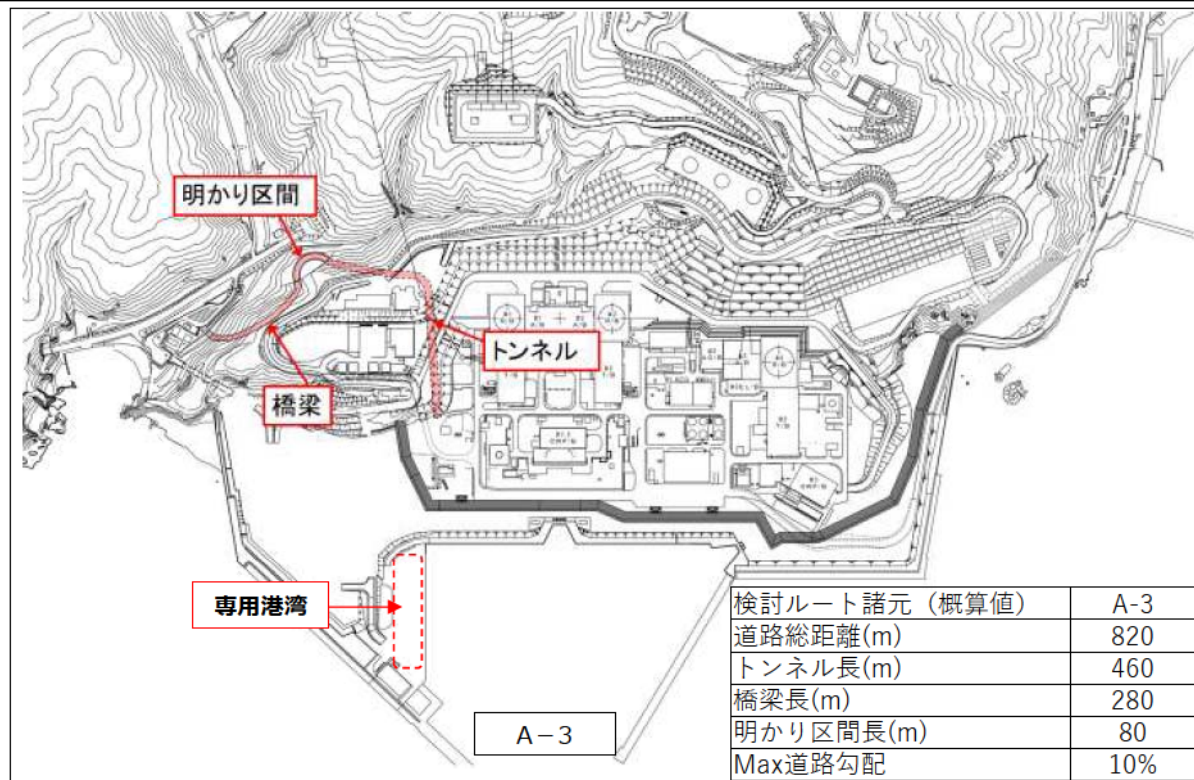 明かり区間
トンネル
橋梁
専用港湾
A-3
検討ルート諸元(概算値) A-3
道路総距離(m) 820
トンネル長(m) 460
橋梁長(m) 280
明かり区間長(m) 80
Max道路勾配 10%